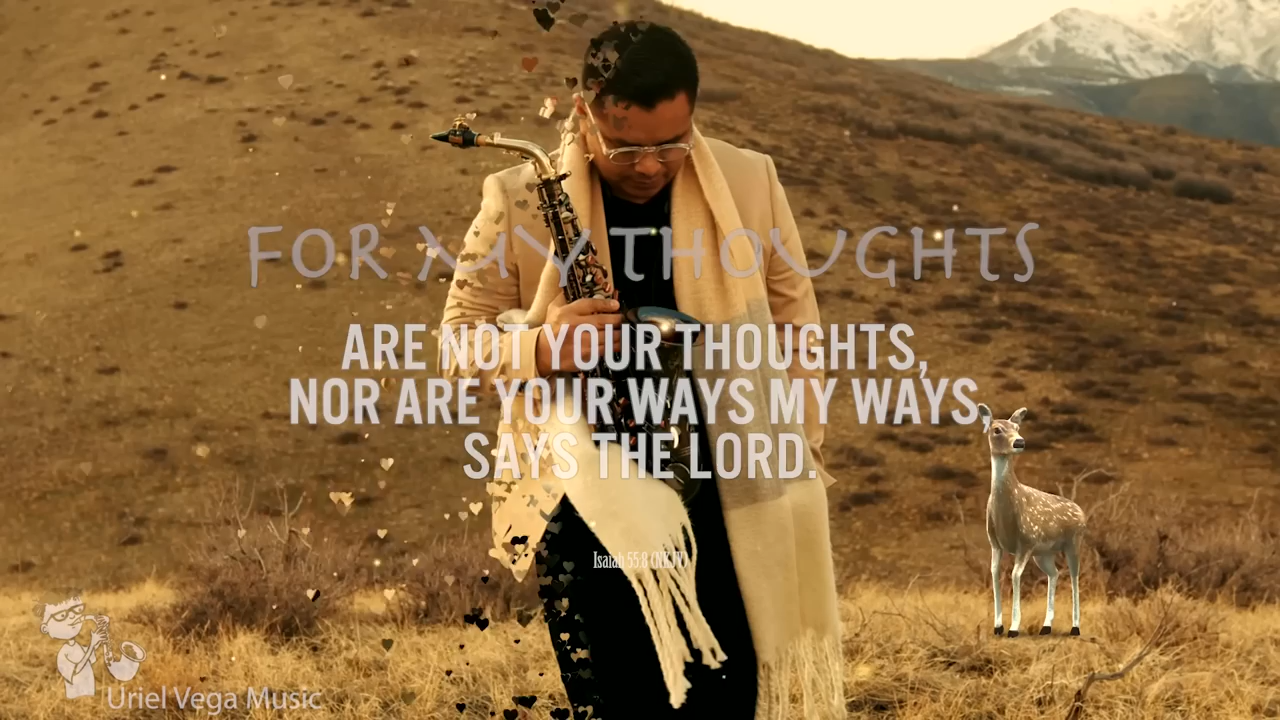 FOR MY THOUGHTS
ARE NOT YOUR THOUGHTS,
NOR ARE YOUR WAYS MY WAYS,
SAYS THE LORD.
Isaiah 55:8 (NKJV)
Uriel Vega Music